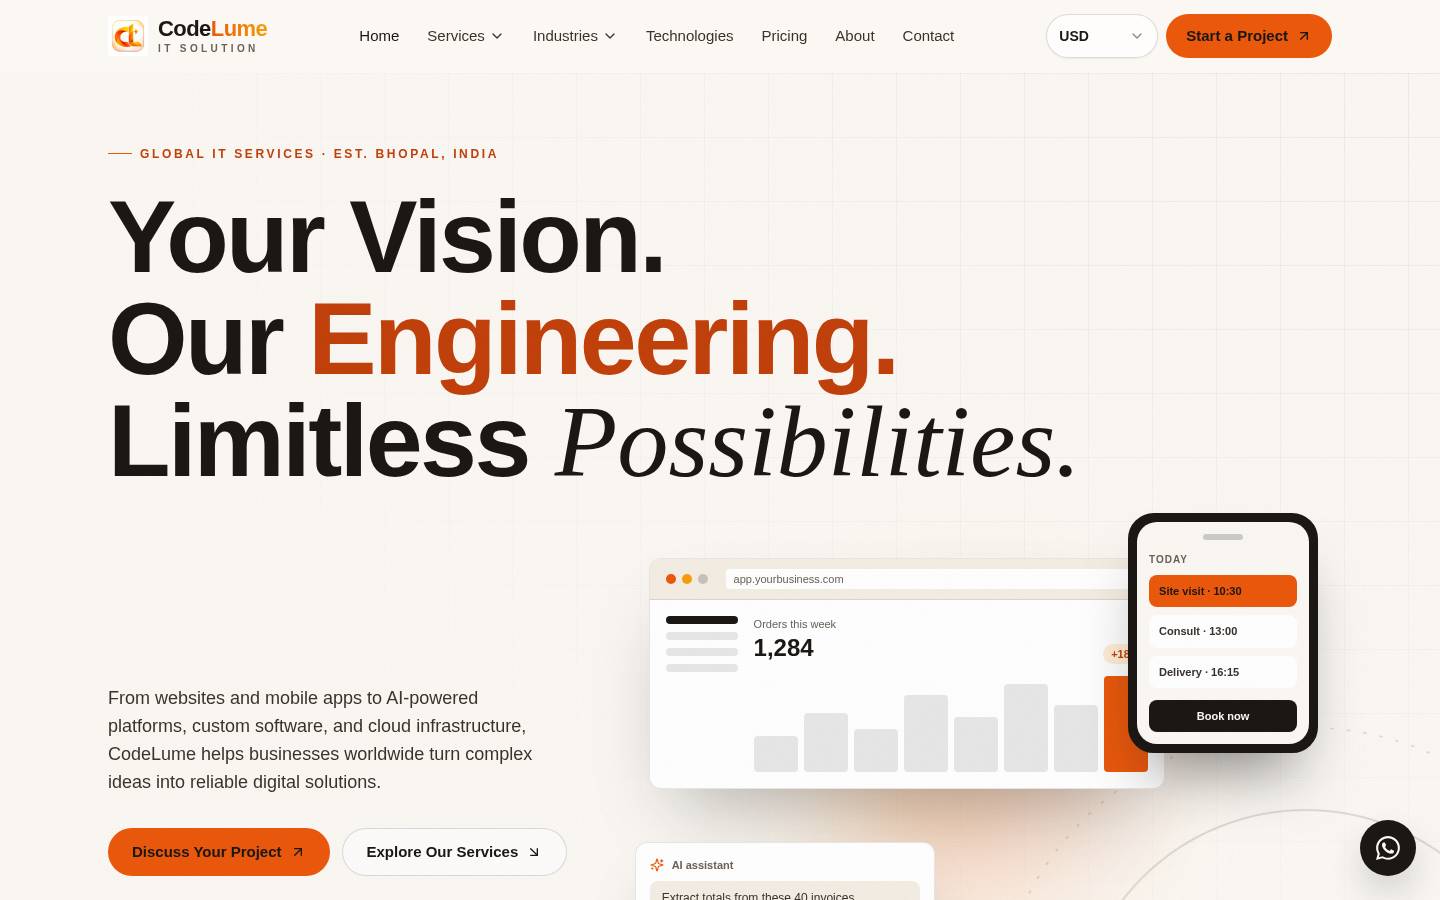 CodeLume
IT SOLUTION
Home
Services
Industries
Technologies
Pricing
About
Contact
USD
Start a Project
GLOBAL IT SERVICES · EST. BHOPAL, INDIA
Your Vision.
Our Engineering.
Limitless Possibilities.
From websites and mobile apps to AI-powered
platforms, custom software, and cloud infrastructure,
CodeLume helps businesses worldwide turn complex
ideas into reliable digital solutions.
Discuss Your Project
Explore Our Services
app.yourbusiness.com
Orders this week
1,284
+18
TODAY
Site visit · 10:30
Consult · 13:00
Delivery · 16:15
Book now
AI assistant
Extract totals from these 40 invoices